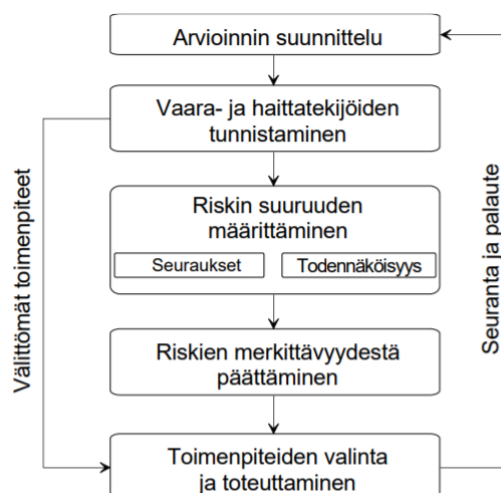 Arvioinnin suunnittelu
Vaara- ja haittatekijöiden
tunnistaminen
Riskin suuruuden
määrittäminen
Seuraukset
Todennäköisyys
Riskien merkittävyydestä
päättäminen
Toimenpiteiden valinta
ja toteuttaminen
Välittömät toimenpiteet
Seuranta ja palaute